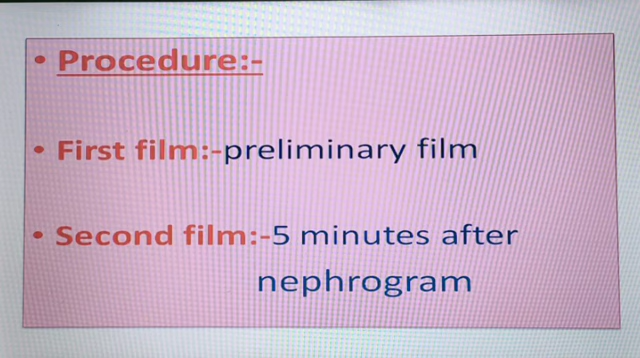 • Procedure:-
• First film:-preliminary film
• Second film:-5 minutes after
nephrogram